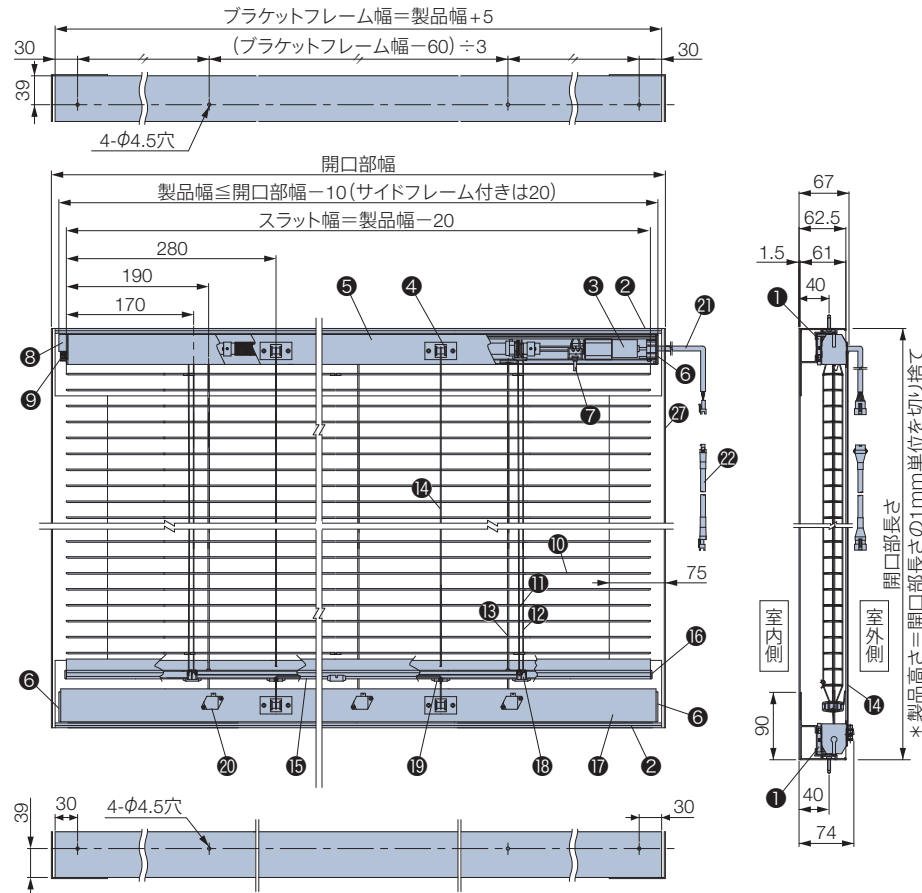 ブラケットフレーム幅＝製品幅+5
30 (ブラケットフレーム幅−60)÷3 30
39
4-Φ4.5穴
開口部幅
製品幅≦開口部幅−10(サイドフレーム付きは20)
スラット幅＝製品幅−20
280
190
170
❺ ❹ ❸ ❷ ㉑
❽
❾
❻
❼
㉗
⓮
㉒
❿
75
⓫
⓭ ⓬
⓰
❻ ❻
⓴ ⓯ ⓳ ⓲ ⓱ ❷
30 4-Φ4.5穴 30
39
67
62.5
1.5 61
40
❶
室内側
室外側
開口部長さ
＊製品高さ＝開口部長さの1mm単位を切り捨て
⓮
90
❶
40
74